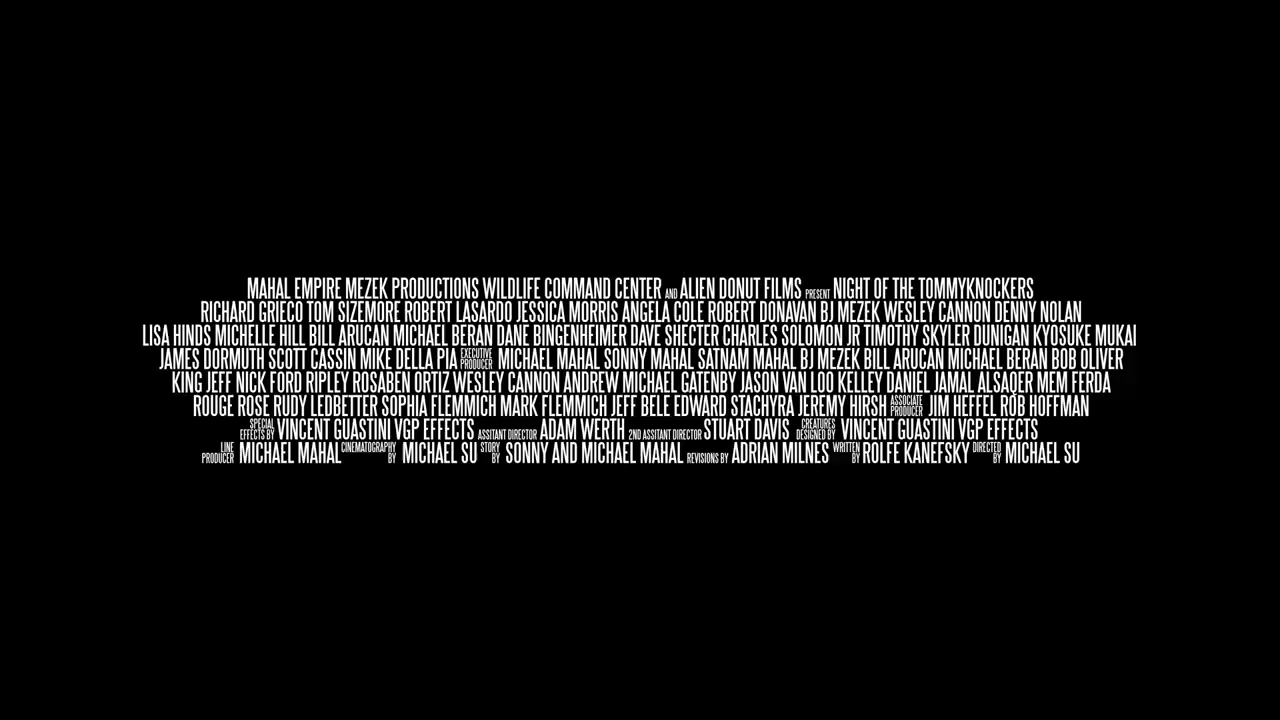 MAHAL EMPIRE MEZEK PRODUCTIONS WILDLIFE COMMAND CENTER AND ALIEN DONUT FILMS PRESENT NIGHT OF THE TOMMYKNOCKERS
RICHARD GRIECO TOM SIZEMORE ROBERT LASARDO JESSICA MORRIS ANGELA COLE ROBERT DONAVAN BJ MEZEK WESLEY CANNON DENNY NOLAN
LISA HINDS MICHELLE HILL BILL ARUCAN MICHAEL BERAN DANE BINGENHEIMER DAVE SHECTER CHARLES SOLOMON JR TIMOTHY SKYLER DUNIGAN KYOSUKE MUKAI
JAMES DORMUTH SCOTT CASSIN MIKE DELLA PIA EXECUTIVE PRODUCER MICHAEL MAHAL SONNY MAHAL SATNAM MAHAL BJ MEZEK BILL ARUCAN MICHAEL BERAN BOB OLIVER
KING JEFF NICK FORD RIPLEY ROSABEN ORTIZ WESLEY CANNON ANDREW MICHAEL GATENBY JASON VAN LOO KELLEY DANIEL JAMAL ALSAQER MEM FERDA
ROUGE ROSE RUDY LEDBETTER SOPHIA FLEMMICH MARK FLEMMICH JEFF BELE EDWARD STACHYRA JEREMY HIRSH ASSOCIATE PRODUCER JIM HEFFEL ROB HOFFMAN
SPECIAL EFFECTS BY VINCENT GUASTINI VGP EFFECTS ASSITANT DIRECTOR ADAM WERTH 2ND ASSITANT DIRECTOR STUART DAVIS CREATURES DESIGNED BY VINCENT GUASTINI VGP EFFECTS
LINE PRODUCER MICHAEL MAHAL CINEMATOGRAPHY BY MICHAEL SU STORY BY SONNY AND MICHAEL MAHAL REVISIONS BY ADRIAN MILNES WRITTEN BY ROLFE KANEFSKY DIRECTED BY MICHAEL SU